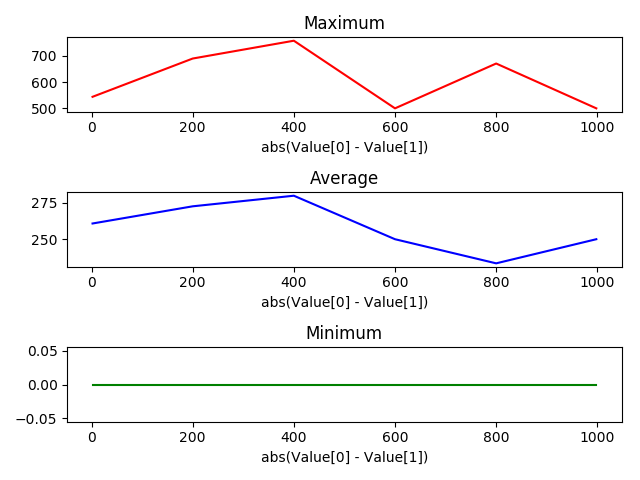 Maximum
700
600
500
0 200 400 600 800 1000
abs(Value[0] - Value[1])
Average
275
250
0 200 400 600 800 1000
abs(Value[0] - Value[1])
Minimum
0.05
0.00
−0.05
0 200 400 600 800 1000
abs(Value[0] - Value[1])